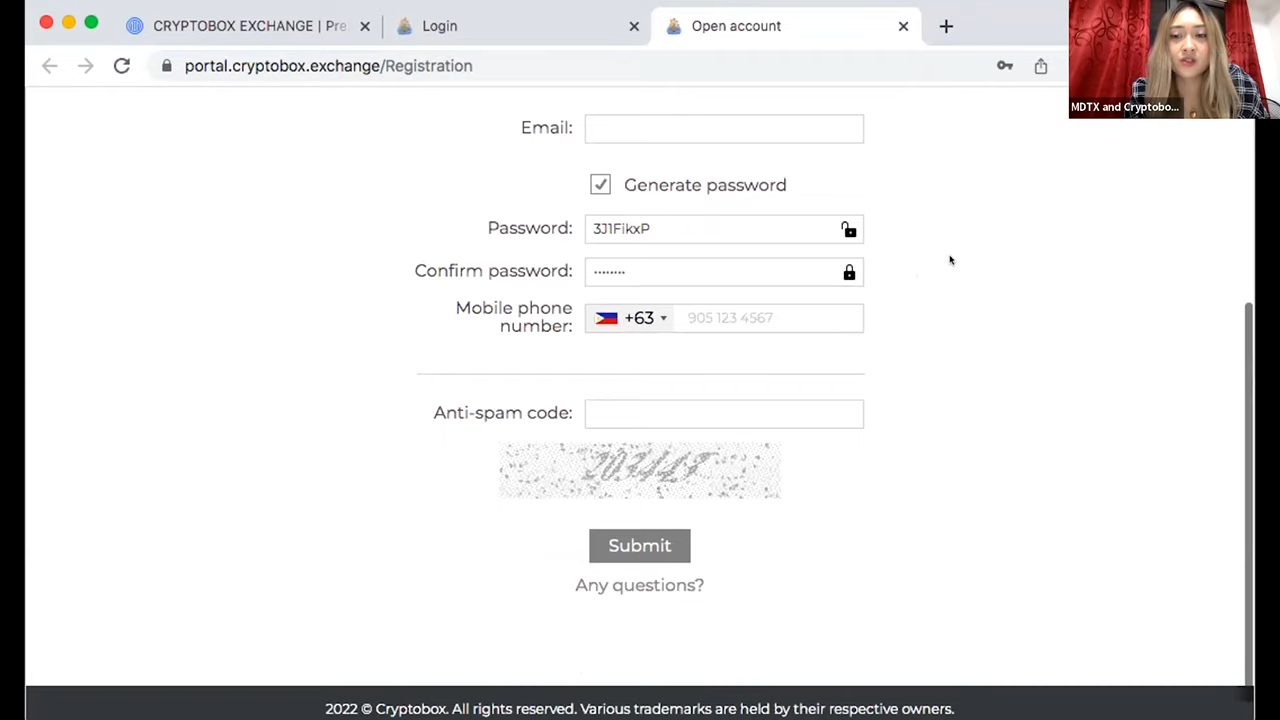 CRYPTOBOX EXCHANGE | Pre
Login
Open account
portal.cryptobox.exchange/Registration
MDTX and Cryptobo...
Email:
Generate password
Password: 3J1FikxP
Confirm password: ••••••••
Mobile phone
number: +63 905 123 4567
Anti-spam code:
Submit
Any questions?
2022 © Cryptobox. All rights reserved. Various trademarks are held by their respective owners.